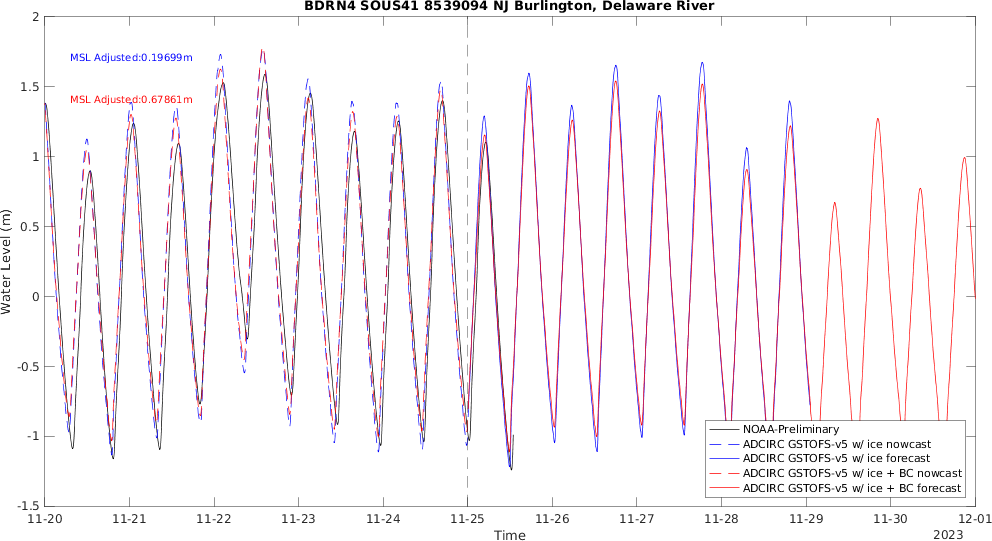 BDRN4 SOUS41 8539094 NJ Burlington, Delaware River
2
MSL Adjusted:0.19699m
1.5
MSL Adjusted:0.67861m
1
0.5
Water Level (m)
0
-0.5
-1
NOAA-Preliminary
ADCIRC GSTOFS-v5 w/ ice nowcast
ADCIRC GSTOFS-v5 w/ ice forecast
ADCIRC GSTOFS-v5 w/ ice + BC nowcast
ADCIRC GSTOFS-v5 w/ ice + BC forecast
-1.5
11-20 11-21 11-22 11-23 11-24 11-25 11-26 11-27 11-28 11-29 11-30 12-01
Time
2023